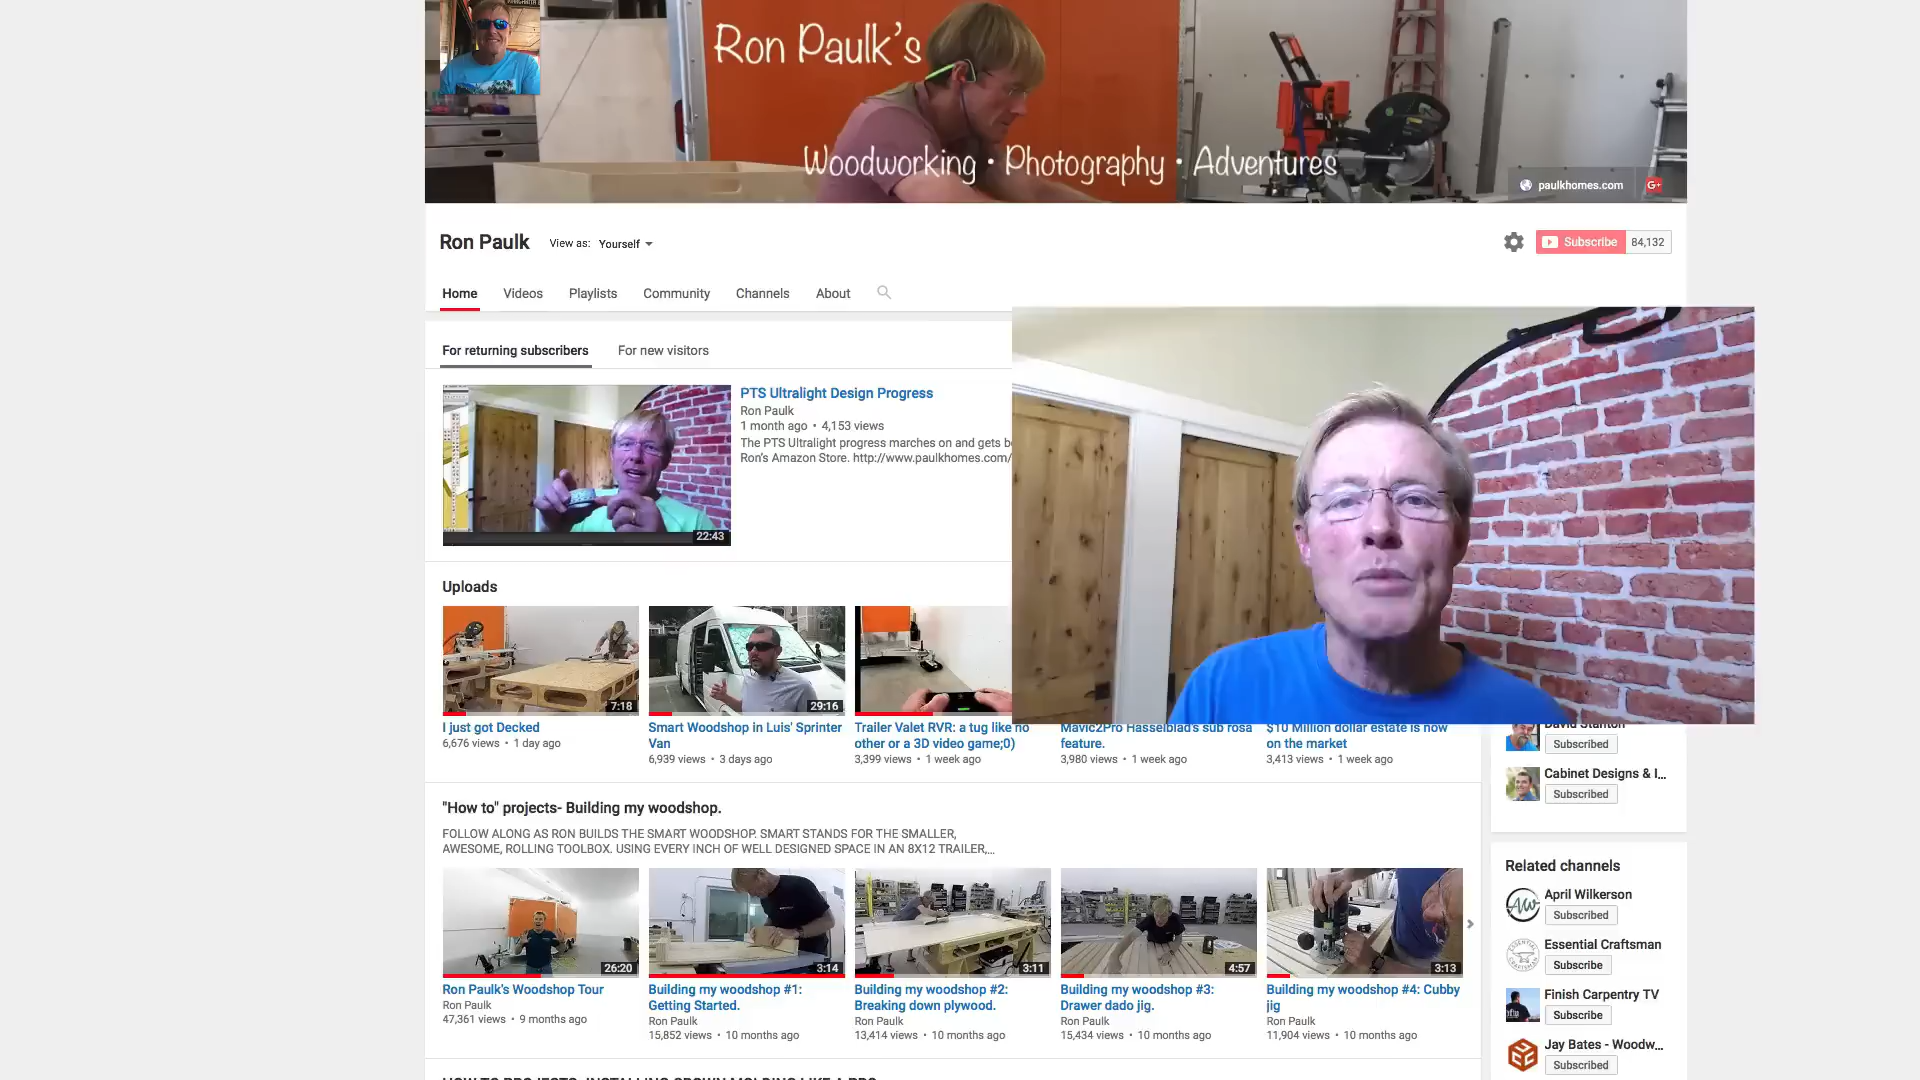 Ron Paulk's
Woodworking • Photography • Adventures
paulkhomes.com
G+
Ron Paulk
View as: Yourself
Subscribe 84,132
Home Videos Playlists Community Channels About
For returning subscribers For new visitors
PTS Ultralight Design Progress
Ron Paulk
1 month ago • 4,153 views
The PTS Ultralight progress marches on and gets
Ron's Amazon Store. http://www.paulkhomes.com/
22:43
Uploads
7:18
29:16
I just got Decked
6,676 views • 1 day ago
Smart Woodshop in Luis' Sprinter
Van
6,939 views • 3 days ago
Trailer Valet RVR: a tug like no
other or a 3D video game;0)
3,399 views • 1 week ago
Mavic2Pro Hasselblad's sub rosa
feature.
3,980 views • 1 week ago
$10 Million dollar estate is now
on the market
3,413 views • 1 week ago
David Stanton
Subscribed
Cabinet Designs & I...
Subscribed
"How to" projects- Building my woodshop.
FOLLOW ALONG AS RON BUILDS THE SMART WOODSHOP. SMART STANDS FOR THE SMALLER,
AWESOME, ROLLING TOOLBOX. USING EVERY INCH OF WELL DESIGNED SPACE IN AN 8X12 TRAILER,...
26:20
3:14
3:11
4:57
3:13
Ron Paulk's Woodshop Tour
Ron Paulk
47,361 views • 9 months ago
Building my woodshop #1:
Getting Started.
Ron Paulk
15,852 views • 10 months ago
Building my woodshop #2:
Breaking down plywood.
Ron Paulk
13,414 views • 10 months ago
Building my woodshop #3:
Drawer dado jig.
Ron Paulk
15,434 views • 10 months ago
Building my woodshop #4: Cubby
jig
Ron Paulk
11,904 views • 10 months ago
Related channels
April Wilkerson
Subscribed
Essential Craftsman
Subscribe
Finish Carpentry TV
Subscribe
Jay Bates - Woodw...
Subscribed
HOW TO PROJECTS- INSTALLING CROWN MOLDING LIKE A PRO